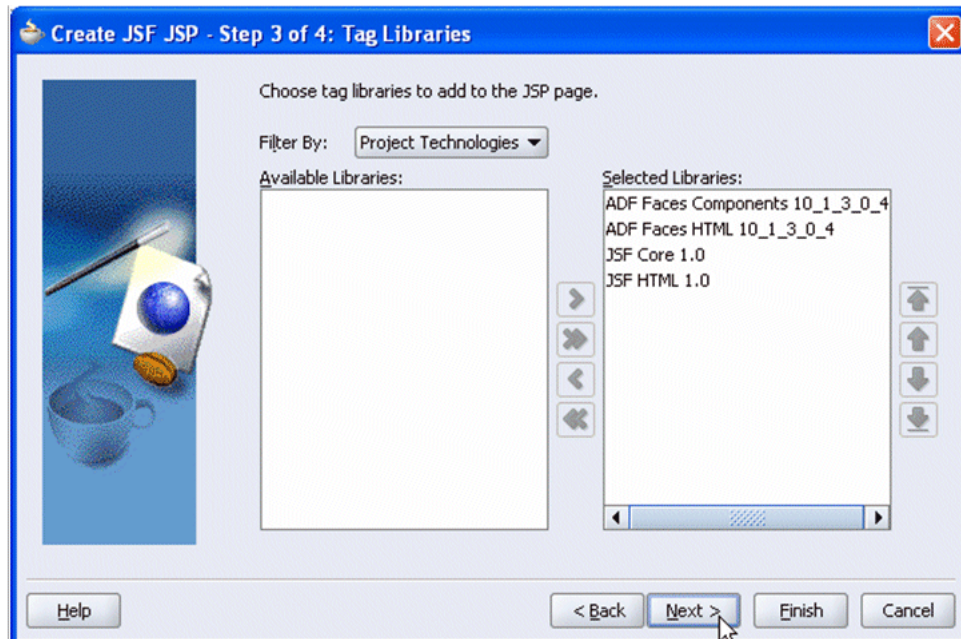 Create JSF JSP - Step 3 of 4: Tag Libraries
Choose tag libraries to add to the JSP page.
Filter By: Project Technologies
Available Libraries:
Selected Libraries:
ADF Faces Components 10_1_3_0_4
ADF Faces HTML 10_1_3_0_4
JSF Core 1.0
JSF HTML 1.0
Help
< Back
Next >
Finish
Cancel